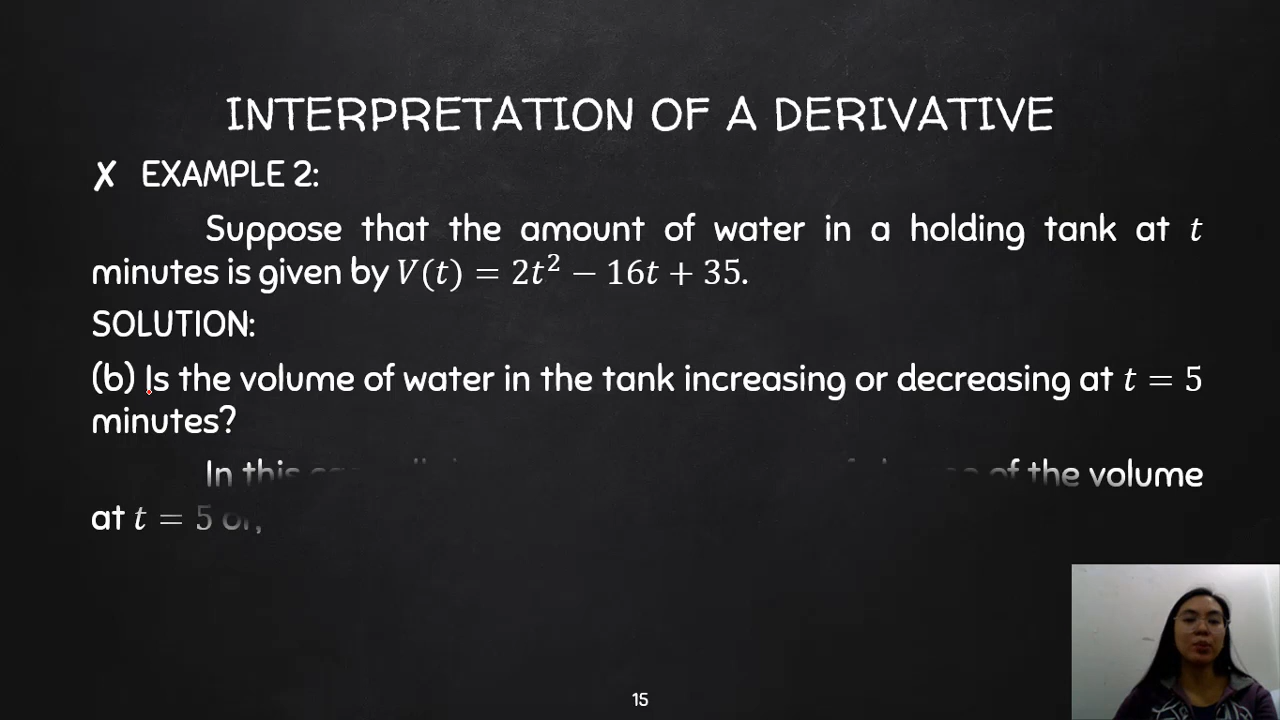 INTERPRETATION OF A DERIVATIVE
✗ EXAMPLE 2:
Suppose that the amount of water in a holding tank at t
minutes is given by V(t) = 2t² − 16t + 35.
SOLUTION:
(b) Is the volume of water in the tank increasing or decreasing at t = 5
minutes?
In this of the volume
at t = 5 or,
15